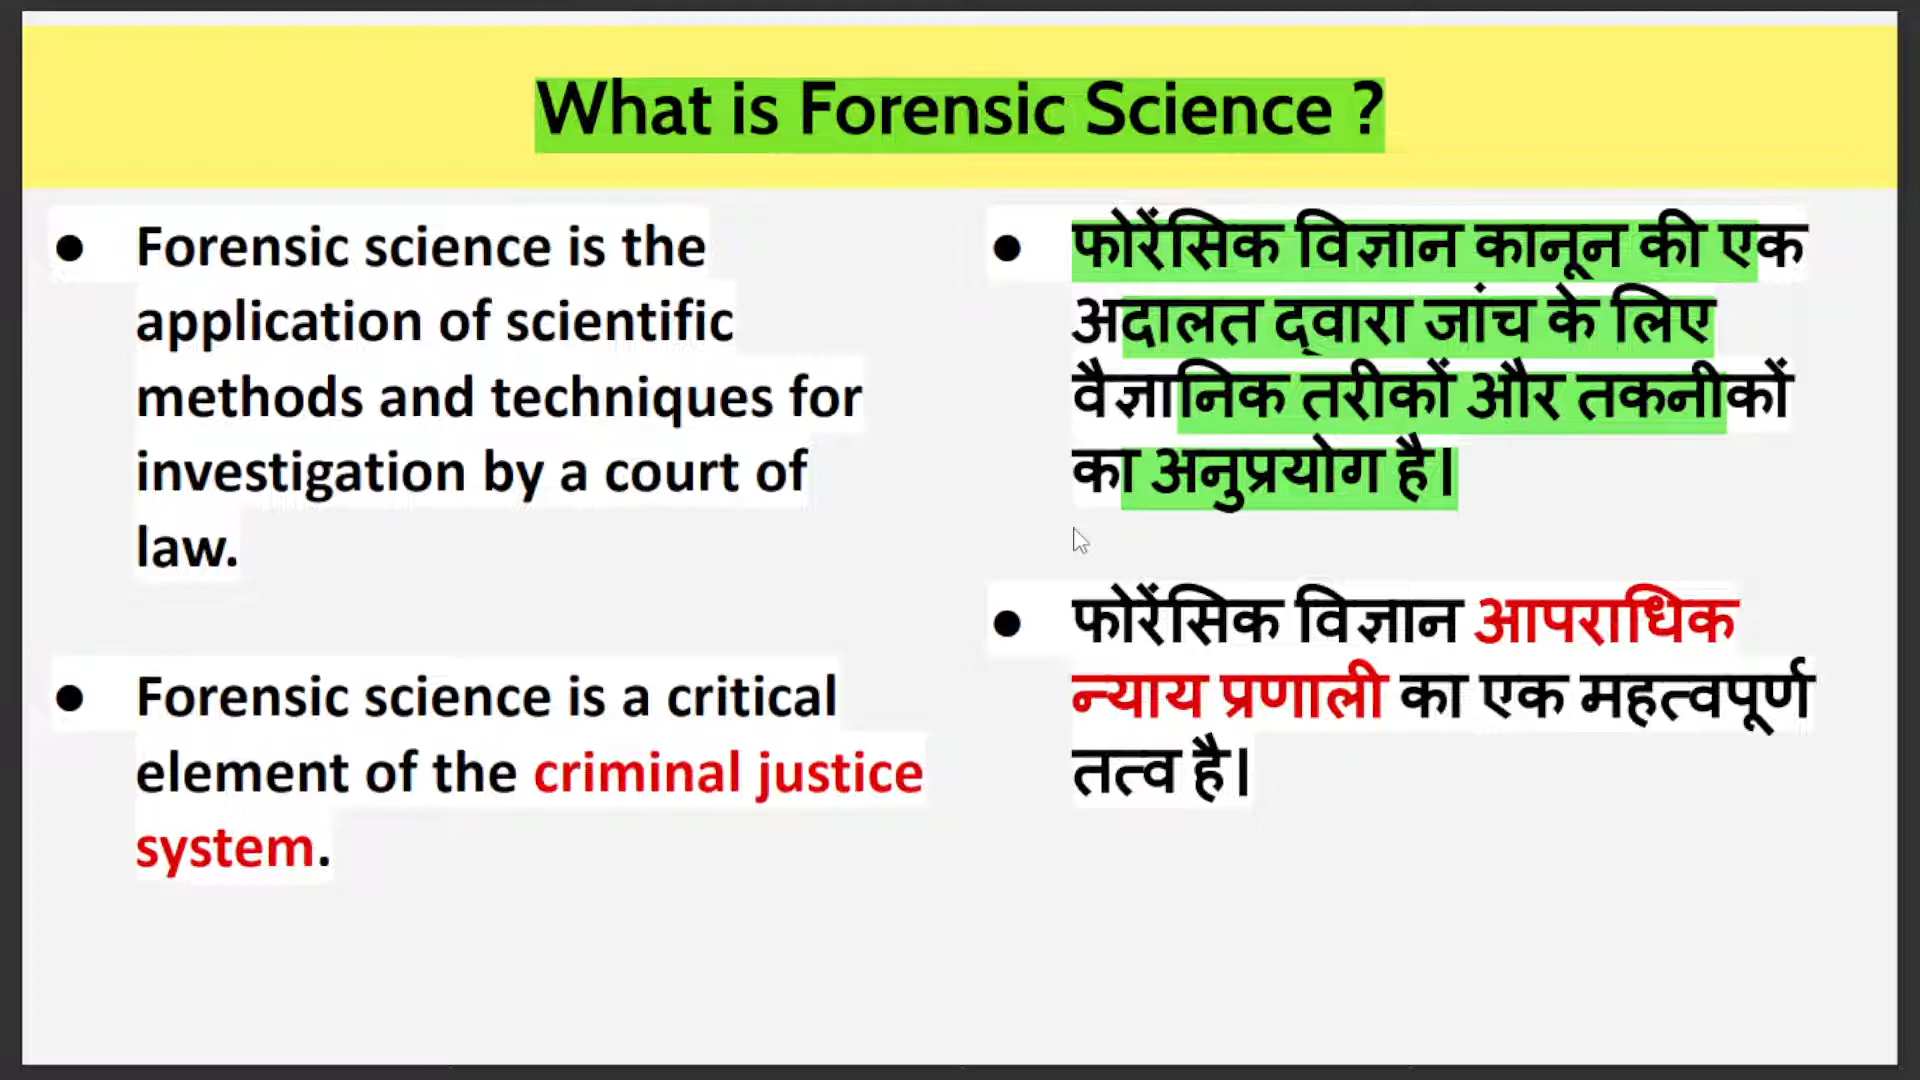 What is Forensic Science ?
● Forensic science is the
application of scientific
methods and techniques for
investigation by a court of
law.
● Forensic science is a critical
element of the criminal justice
system.
● फोरेंसिक विज्ञान कानून की एक
अदालत द्वारा जांच के लिए
वैज्ञानिक तरीकों और तकनीकों
का अनुप्रयोग है।
● फोरेंसिक विज्ञान आपराधिक
न्याय प्रणाली का एक महत्वपूर्ण
तत्व है।